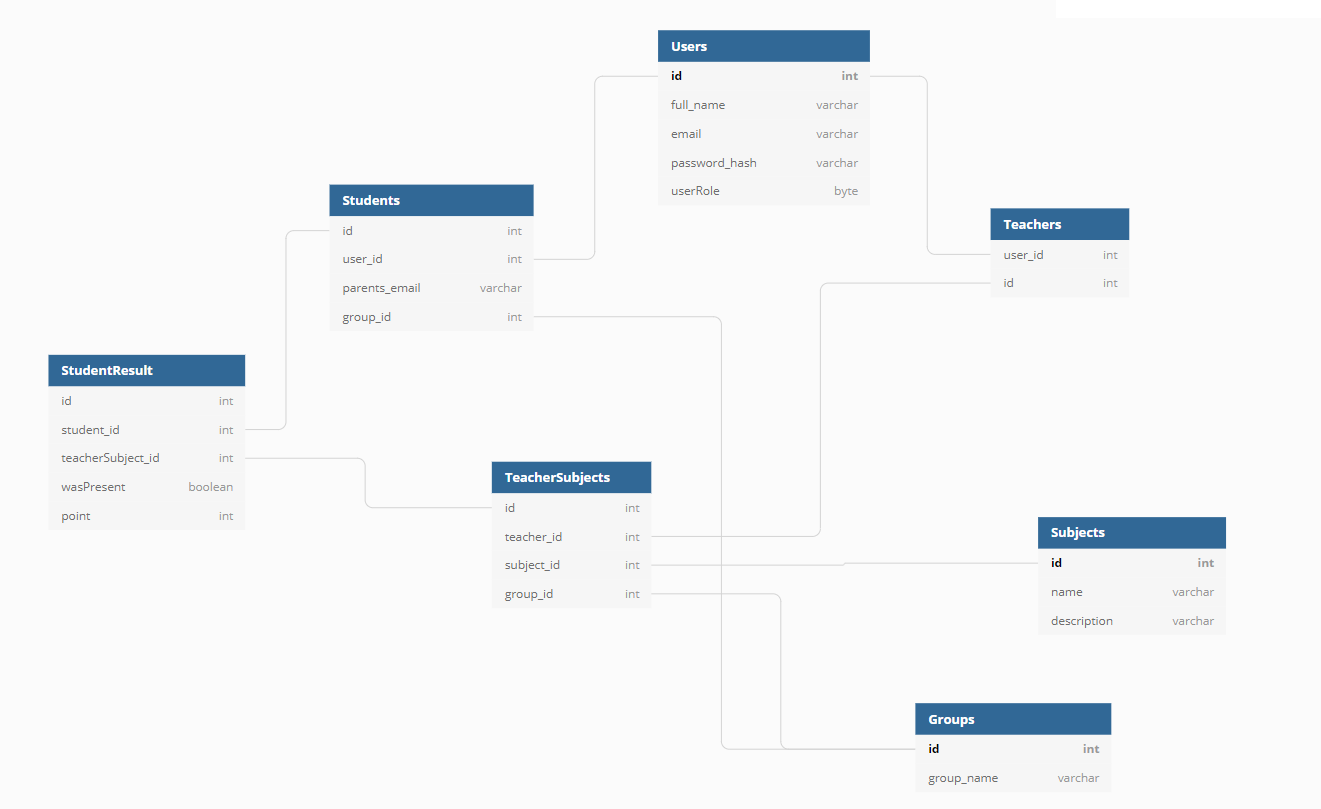 Users
id int
full_name varchar
email varchar
password_hash varchar
userRole byte
Students
id int
user_id int
parents_email varchar
group_id int
Teachers
user_id int
id int
StudentResult
id int
student_id int
teacherSubject_id int
wasPresent boolean
point int
TeacherSubjects
id int
teacher_id int
subject_id int
group_id int
Subjects
id int
name varchar
description varchar
Groups
id int
group_name varchar